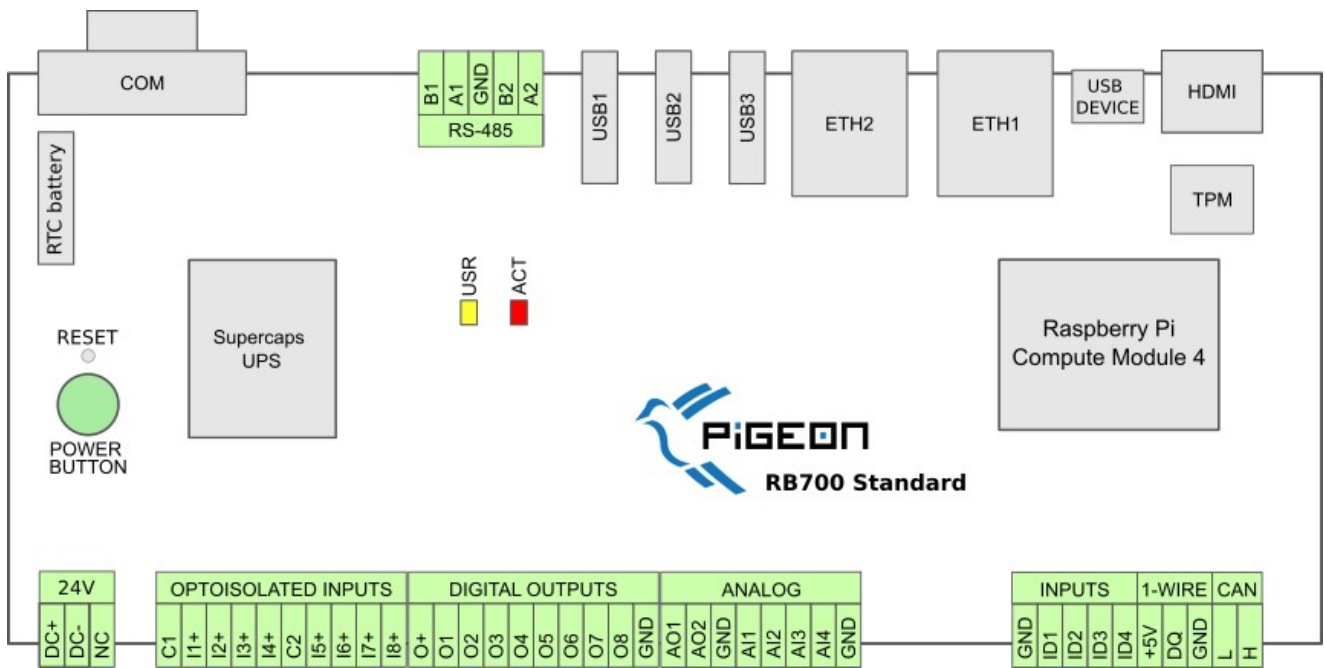 COM
B1
A1
GND
B2
A2
RS-485
USB1
USB2
USB3
ETH2
ETH1
USB
DEVICE
HDMI
TPM
RTC battery
USR
ACT
RESET
Supercaps
UPS
Raspberry Pi
Compute Module 4
POWER
BUTTON
PiGEON
RB700 Standard
24V
DC+
DC-
NC
OPTOISOLATED INPUTS
C1
I1+
I2+
I3+
I4+
C2
I5+
I6+
I7+
I8+
DIGITAL OUTPUTS
O+
O1
O2
O3
O4
O5
O6
O7
O8
GND
ANALOG
AO1
AO2
GND
AI1
AI2
AI3
AI4
GND
INPUTS
GND
ID1
ID2
ID3
ID4
1-WIRE
+5V
DQ
GND
CAN
L
H